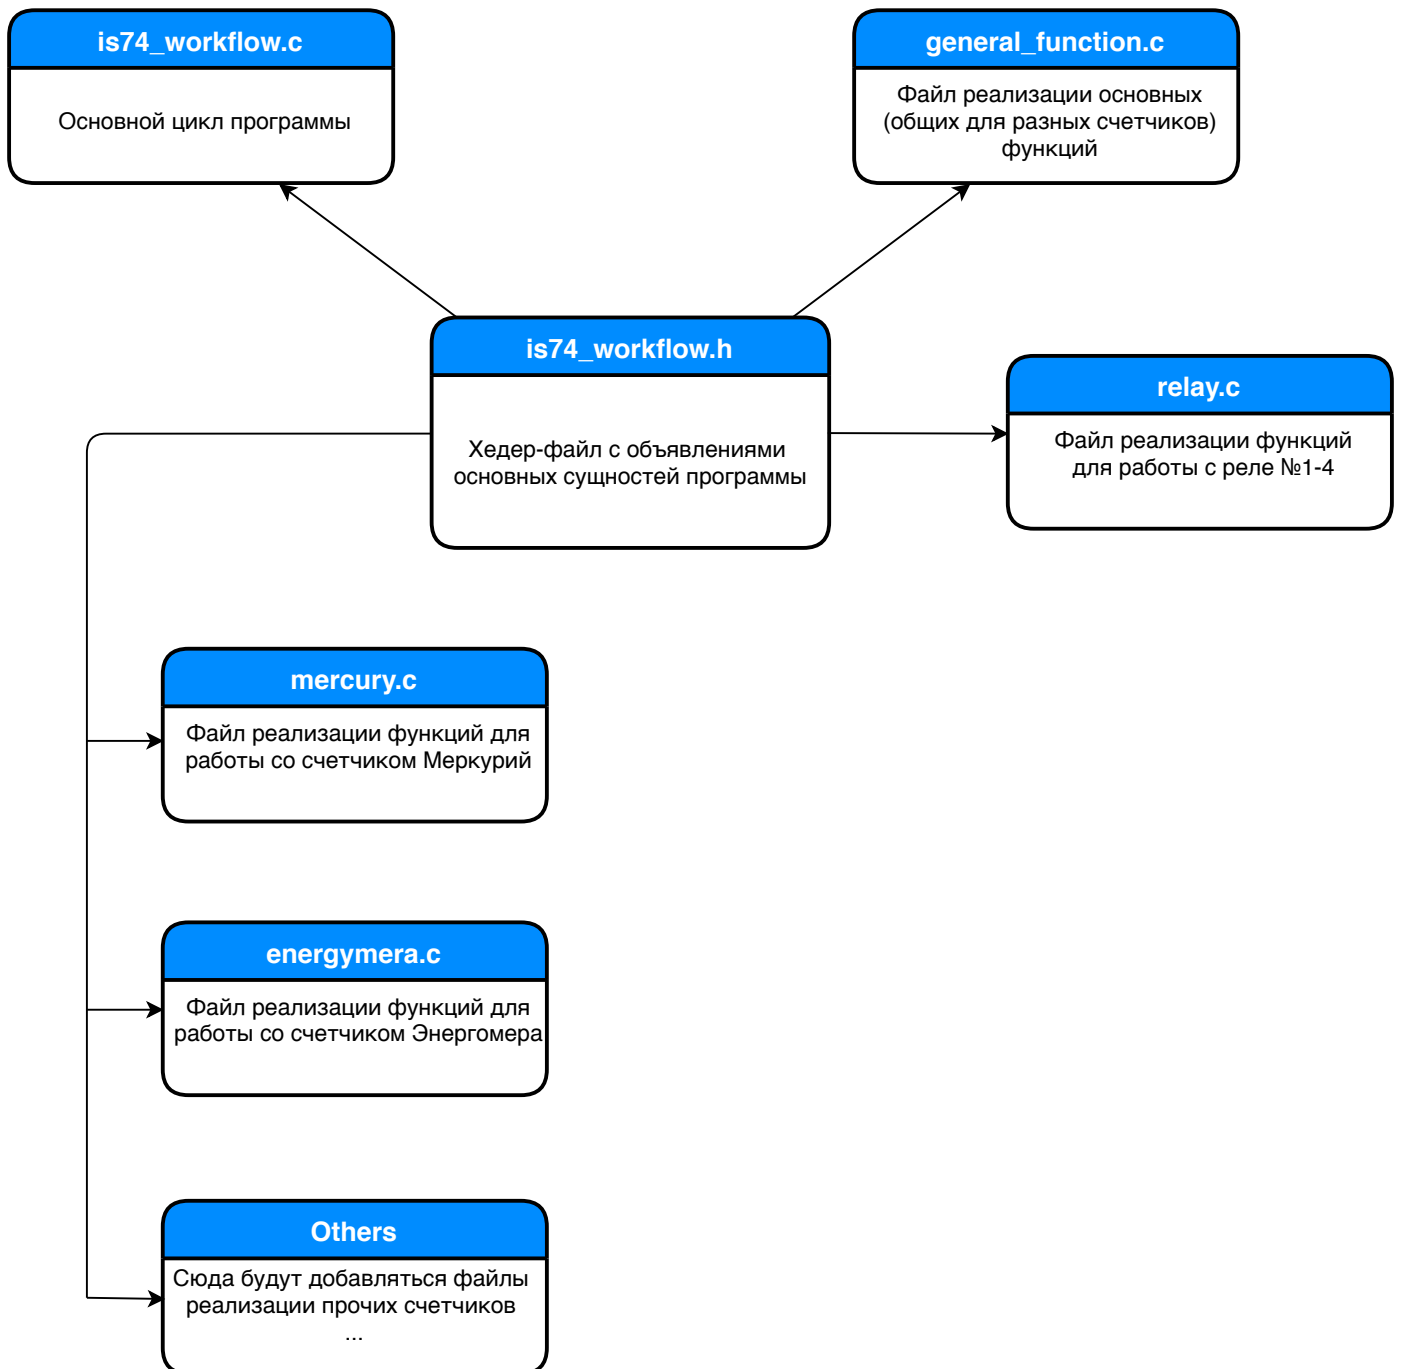 is74_workflow.c
Основной цикл программы
general_function.c
Файл реализации основных
(общих для разных счетчиков)
функций
is74_workflow.h
Хедер-файл с объявлениями
основных сущностей программы
relay.c
Файл реализации функций
для работы с реле №1-4
mercury.c
Файл реализации функций для
работы со счетчиком Меркурий
energymera.c
Файл реализации функций для
работы со счетчиком Энергомера
Others
Сюда будут добавляться файлы
реализации прочих счетчиков
...